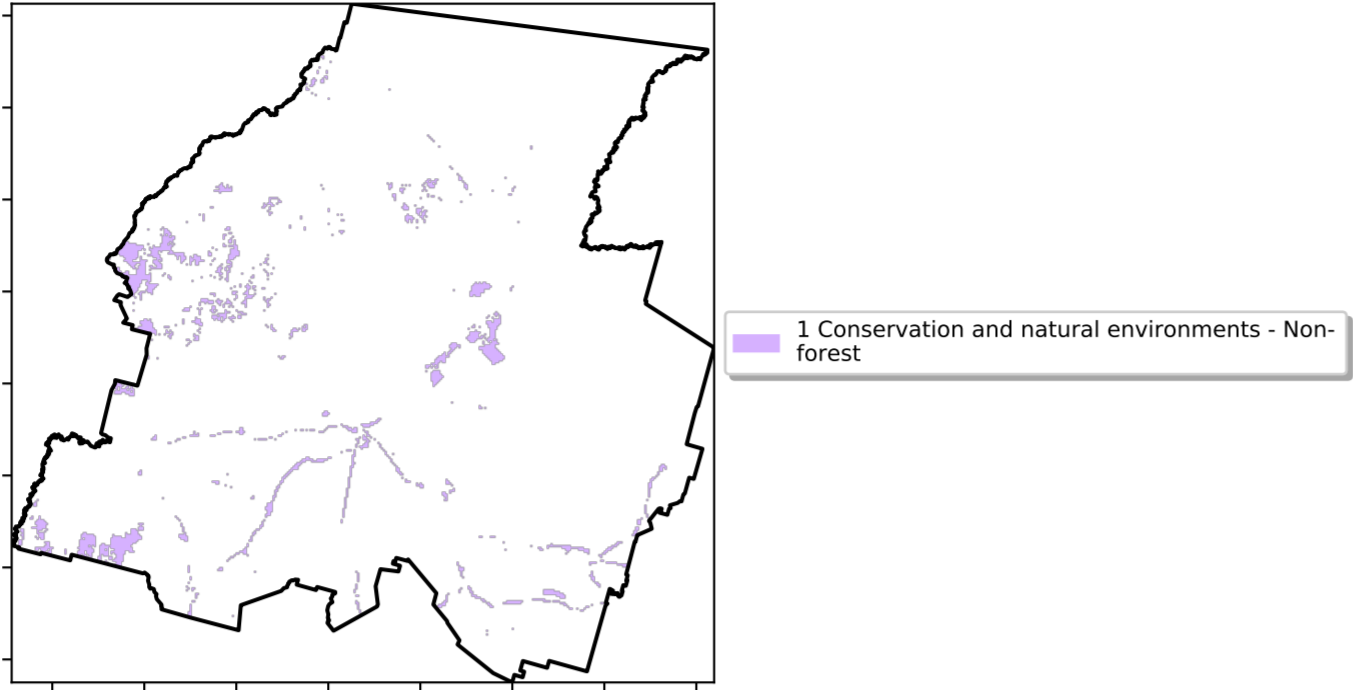 1 Conservation and natural environments - Non-
forest